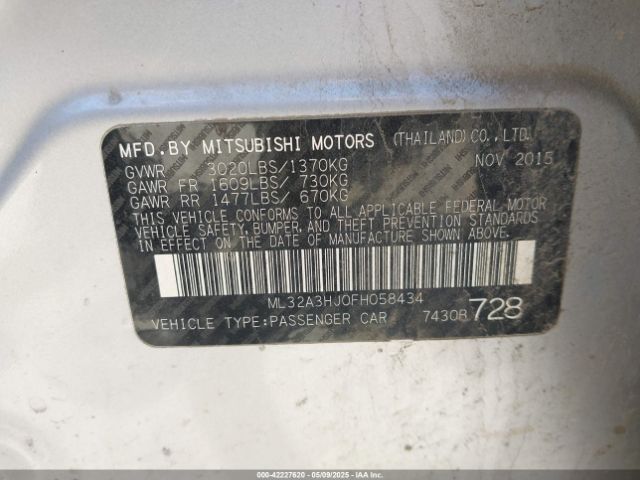 MFD.BY MITSUBISHI MOTORS (THAILAND)CO.,LTD.
GVWR 3020LBS/1370KG NOV 2015
GAWR FR 1609LBS/ 730KG
GAWR RR 1477LBS/ 670KG
THIS VEHICLE CONFORMS TO ALL APPLICABLE FEDERAL MOTOR
VEHICLE SAFETY, BUMPER, AND THEFT PREVENTION STANDARDS
IN EFFECT ON THE DATE OF MANUFACTURE SHOWN ABOVE.
ML32A3HJ0FH058434
VEHICLE TYPE:PASSENGER CAR 7430B 728
000-42227620 - 05/09/2025 - IAAI.COM